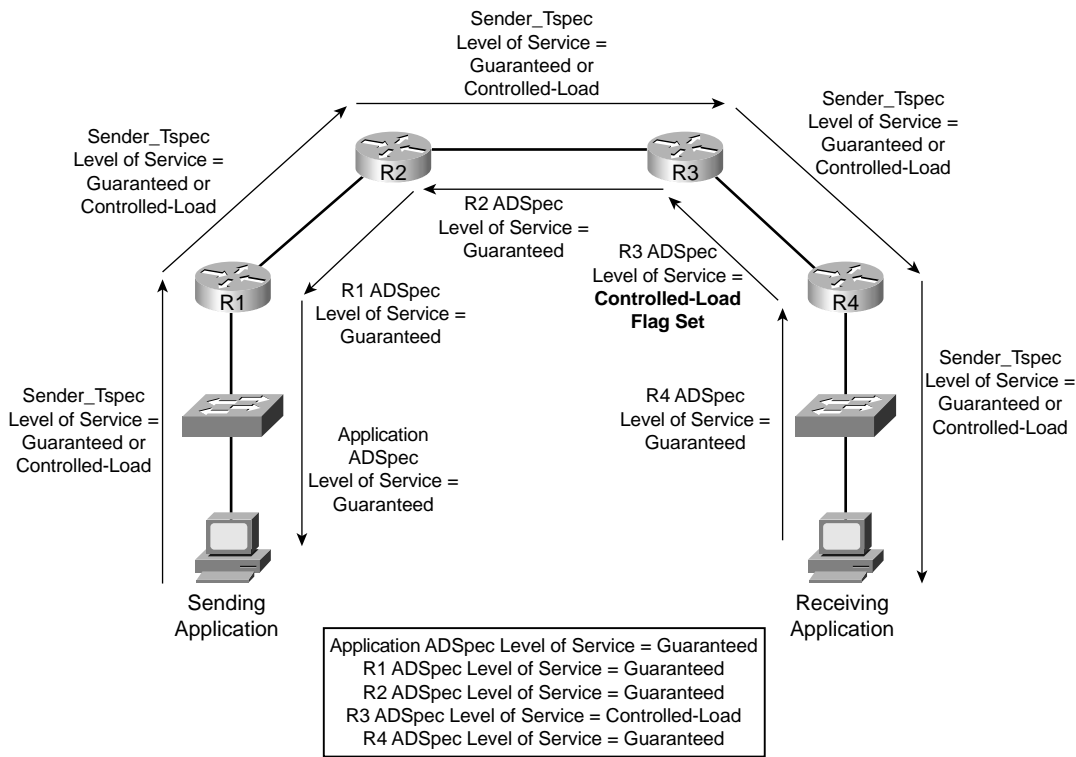 Sender_Tspec
Level of Service =
Guaranteed or
Controlled-Load
Sender_Tspec
Level of Service =
Guaranteed or
Controlled-Load
Sender_Tspec
Level of Service =
Guaranteed or
Controlled-Load
R2
R3
R2 ADSpec
Level of Service =
Guaranteed
R3 ADSpec
Level of Service =
Controlled-Load
Flag Set
R1
R1 ADSpec
Level of Service =
Guaranteed
R4
Sender_Tspec
Level of Service =
Guaranteed or
Controlled-Load
Application
ADSpec
Level of Service =
Guaranteed
R4 ADSpec
Level of Service =
Guaranteed
Sender_Tspec
Level of Service =
Guaranteed or
Controlled-Load
Sending
Application
Receiving
Application
Application ADSpec Level of Service = Guaranteed
R1 ADSpec Level of Service = Guaranteed
R2 ADSpec Level of Service = Guaranteed
R3 ADSpec Level of Service = Controlled-Load
R4 ADSpec Level of Service = Guaranteed